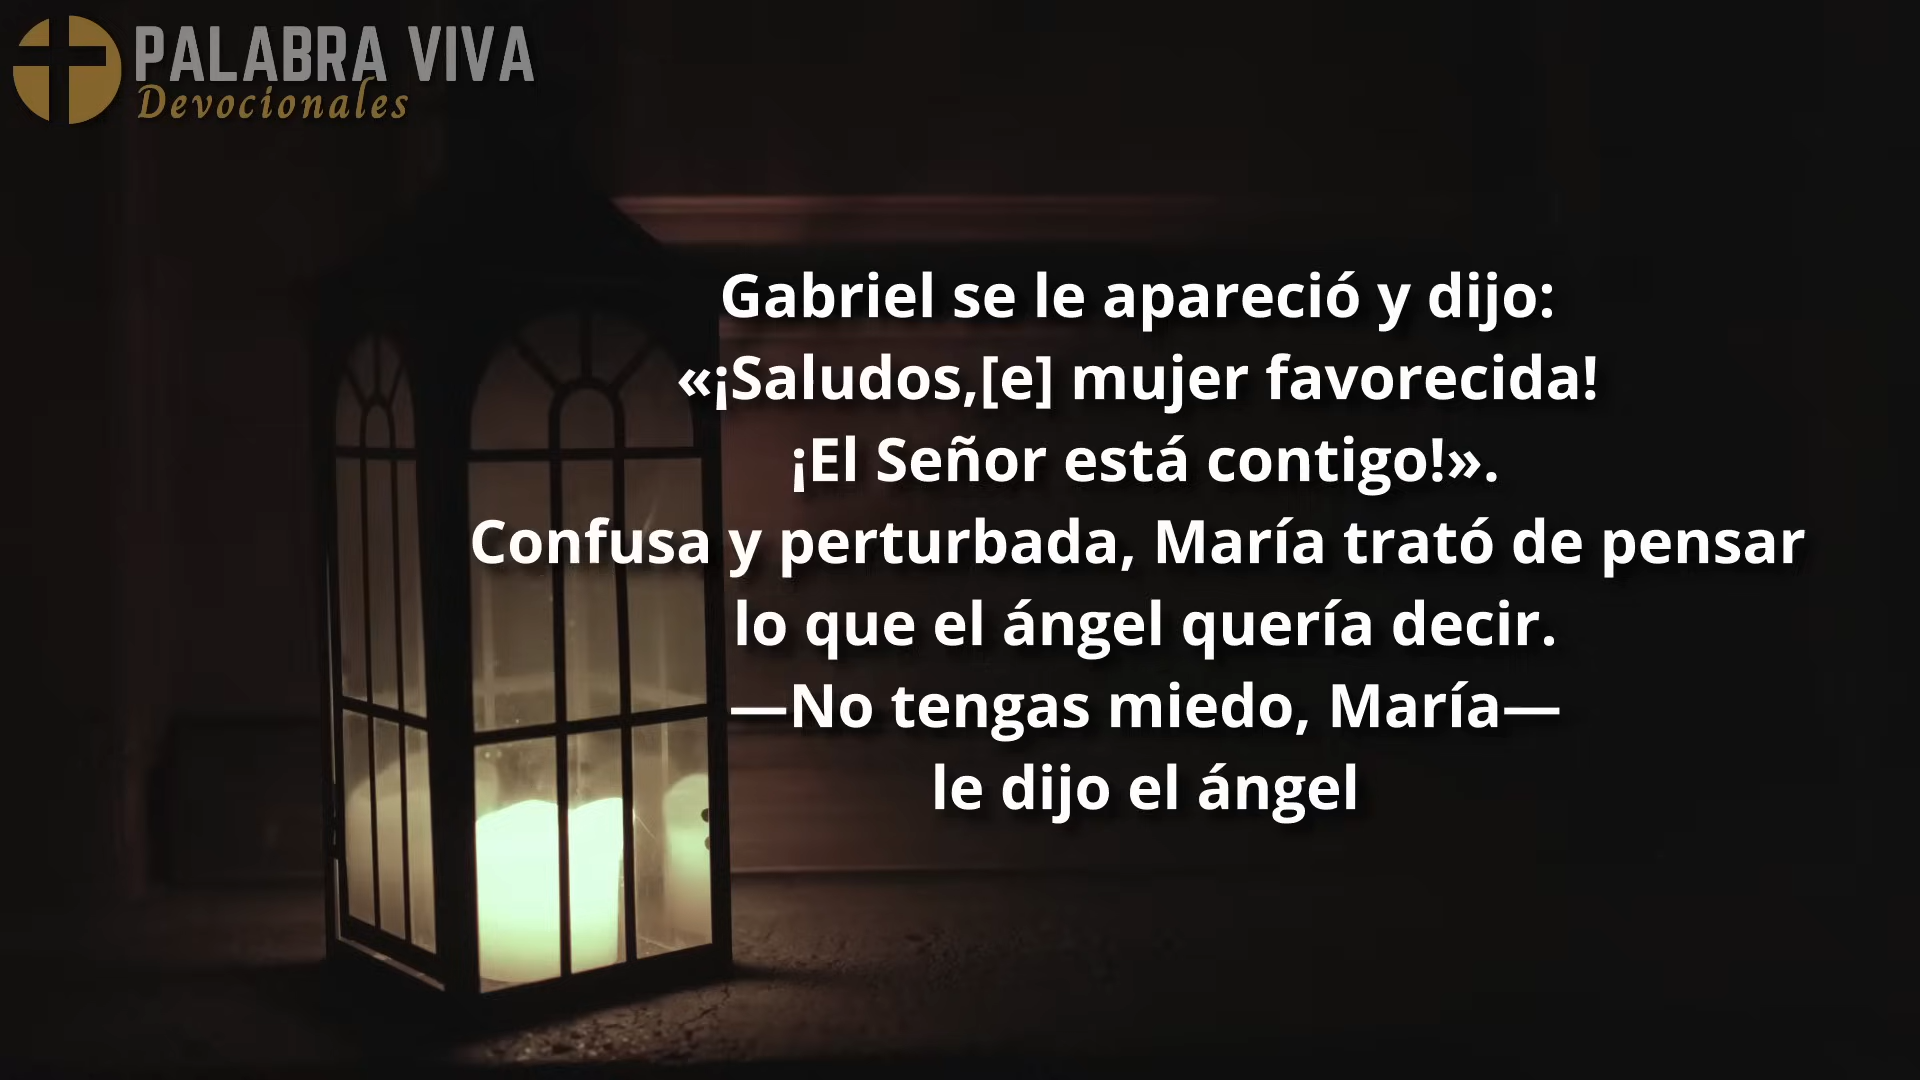 PALABRA VIVA
Devocionales
Gabriel se le apareció y dijo:
«¡Saludos,[e] mujer favorecida!
¡El Señor está contigo!».
Confusa y perturbada, María trató de pensar
lo que el ángel quería decir.
—No tengas miedo, María—
le dijo el ángel